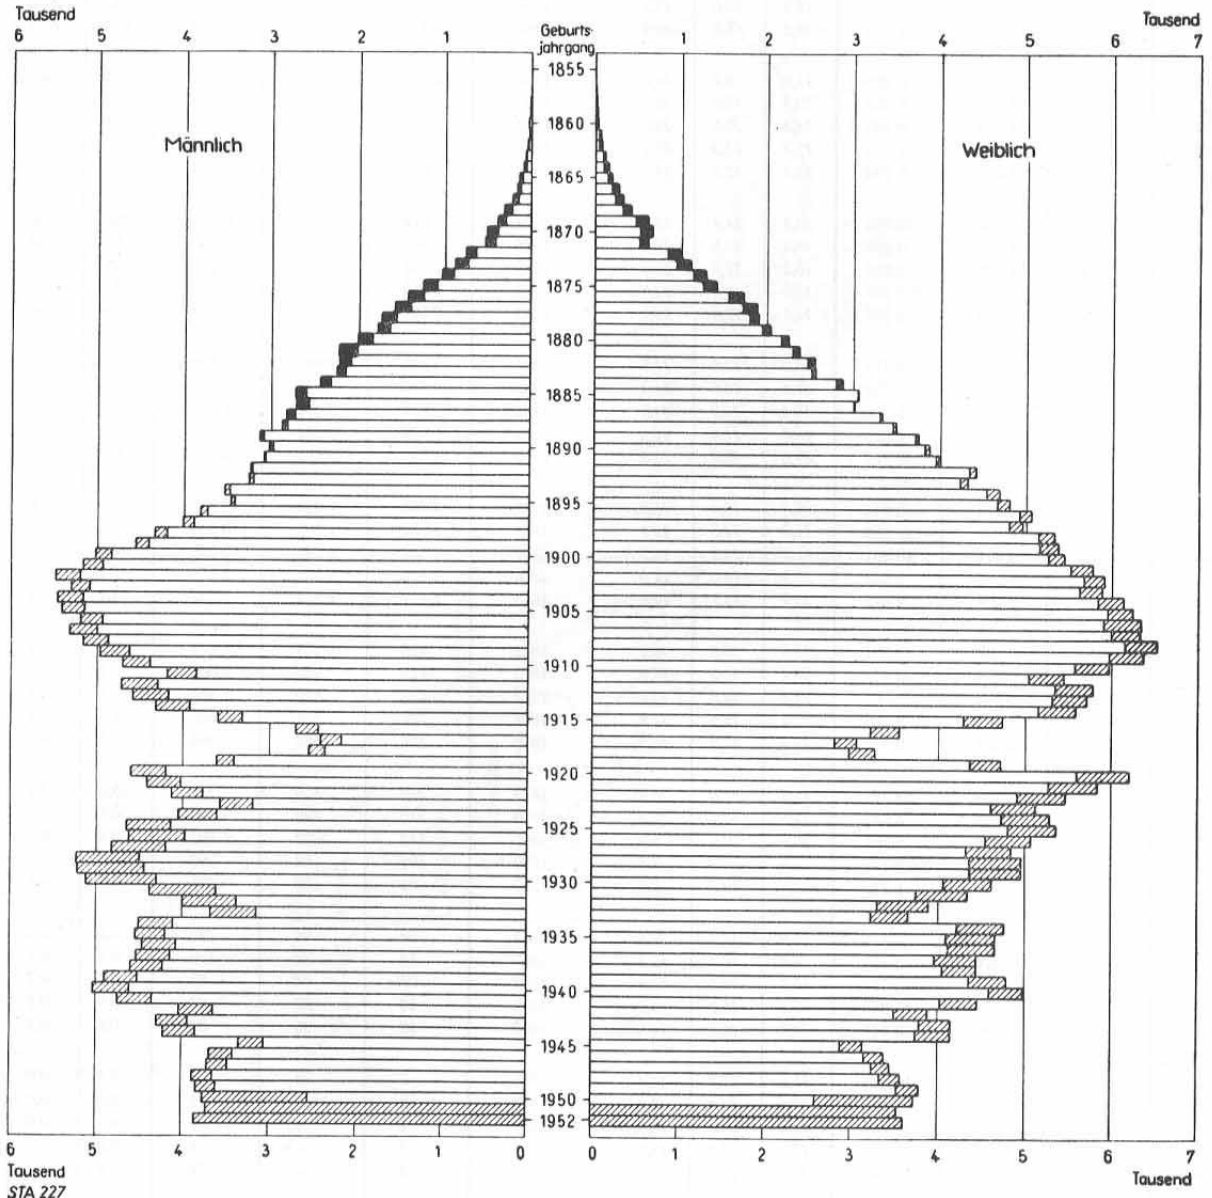 Tausend
Tausend
6 5 4 3 2 1 Geburts- 1 2 3 4 5 6 7
jahrgang
1855
1860
Männlich
Weiblich
1865
1870
1875
1880
1885
1890
1895
1900
1905
1910
1915
1920
1925
1930
1935
1940
1945
1950
1952
6 5 4 3 2 1 0 0 1 2 3 4 5 6 7
Tausend
Tausend
STA 227